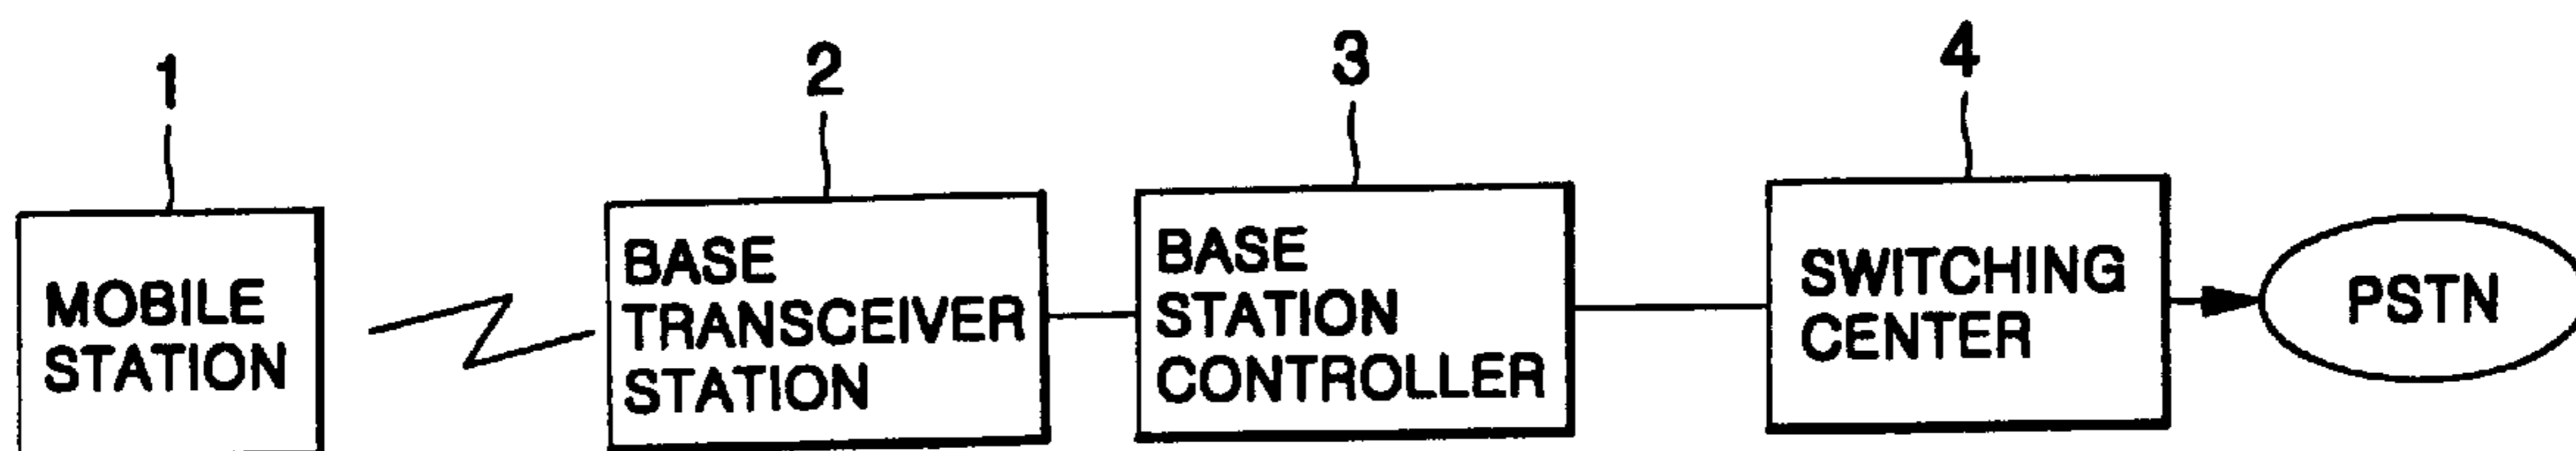 1
2
3
4
MOBILE
STATION
BASE
TRANSCEIVER
STATION
BASE
STATION
CONTROLLER
SWITCHING
CENTER
PSTN